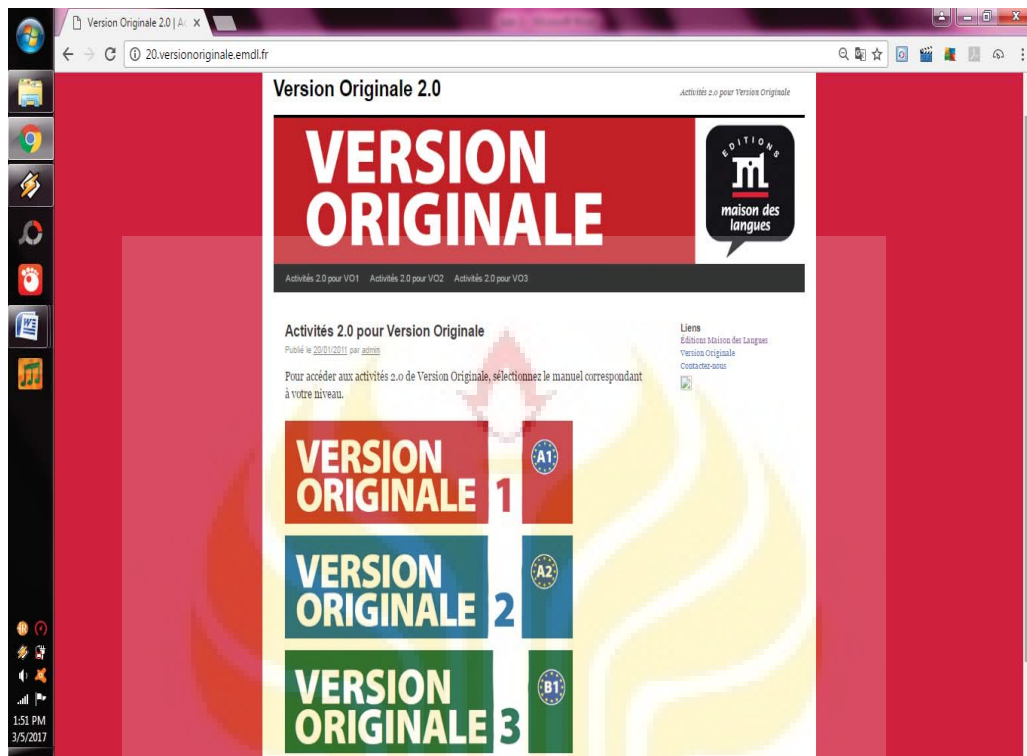 Version Originale 2.0 | Ac
20.versionoriginale.emdl.fr
Version Originale 2.0
Activités 2.0 pour Version Originale
VERSION
ORIGINALE
EDITIONS
maison des
langues
Activités 2.0 pour VO1 Activités 2.0 pour VO2 Activités 2.0 pour VO3
Activités 2.0 pour Version Originale
Publié le 20/01/2011 par admin
Pour accéder aux activités 2.0 de Version Originale, sélectionnez le manuel correspondant
à votre niveau.
Liens
Éditions Maison des Langues
Version Originale
Contactez-nous
VERSION
ORIGINALE 1
A1
VERSION
ORIGINALE 2
A2
VERSION
ORIGINALE 3
B1
1:51 PM
3/5/2017